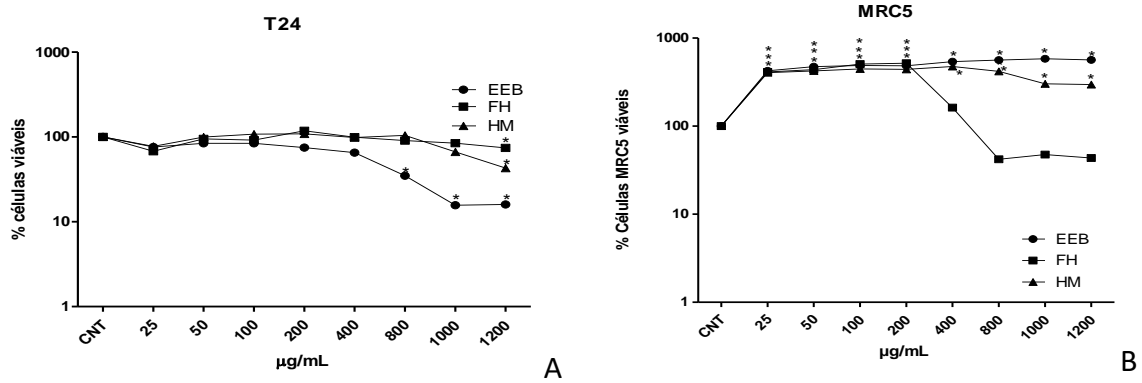 T24
% células viáveis
1000
100
10
1
EEB
FH
HM
*
*
*
*
*
CNT
25
50
100
200
400
800
1000
1200
µg/mL
A
MRC5
% Células MRC5 viáveis
1000
100
10
1
* * * * * * * *
* * * * * * * *
* * * *
EEB
FH
HM
CNT
25
50
100
200
400
800
1000
1200
µg/mL
B